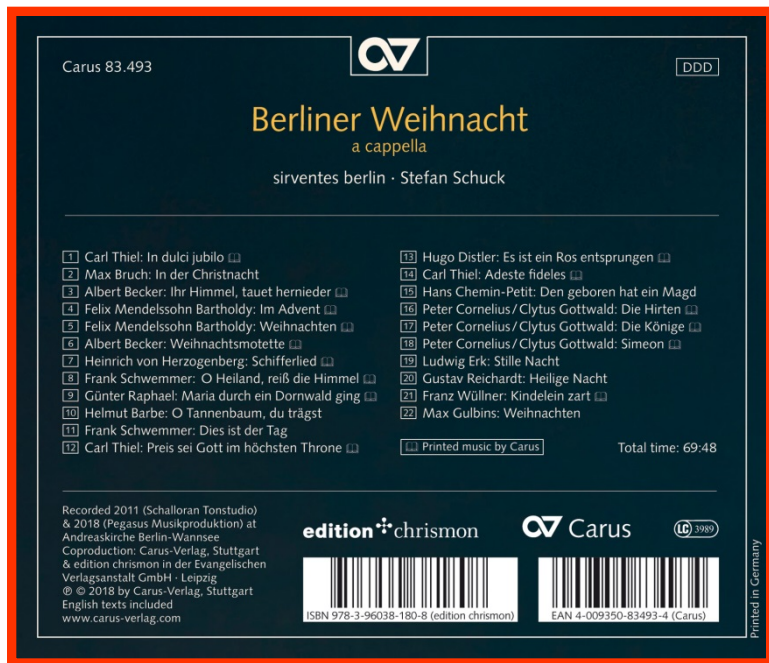 Carus 83.493
DDD
Berliner Weihnacht
a cappella
sirventes berlin · Stefan Schuck
1 Carl Thiel: In dulci jubilo
2 Max Bruch: In der Christnacht
3 Albert Becker: Ihr Himmel, tauet hernieder
4 Felix Mendelssohn Bartholdy: Im Advent
5 Felix Mendelssohn Bartholdy: Weihnachten
6 Albert Becker: Weihnachtsmotette
7 Heinrich von Herzogenberg: Schifferlied
8 Frank Schwemmer: O Heiland, reiß die Himmel
9 Günter Raphael: Maria durch ein Dornwald ging
10 Helmut Barbe: O Tannenbaum, du trägst
11 Frank Schwemmer: Dies ist der Tag
12 Carl Thiel: Preis sei Gott im höchsten Throne
13 Hugo Distler: Es ist ein Ros entsprungen
14 Carl Thiel: Adeste fideles
15 Hans Chemin-Petit: Den geboren hat ein Magd
16 Peter Cornelius/Clytus Gottwald: Die Hirten
17 Peter Cornelius/Clytus Gottwald: Die Könige
18 Peter Cornelius/Clytus Gottwald: Simeon
19 Ludwig Erk: Stille Nacht
20 Gustav Reichardt: Heilige Nacht
21 Franz Wüllner: Kindelein zart
22 Max Gulbins: Weihnachten
Printed music by Carus
Total time: 69:48
Recorded 2011 (Schalloran Tonstudio)
& 2018 (Pegasus Musikproduktion) at
Andreaskirche Berlin-Wannsee
Coproduction: Carus-Verlag, Stuttgart
& edition chrismon in der Evangelischen
Verlagsanstalt GmbH · Leipzig
℗ © 2018 by Carus-Verlag, Stuttgart
English texts included
www.carus-verlag.com
edition chrismon
Carus
LC 3989
ISBN 978-3-96038-180-8 (edition chrismon)
EAN 4-009350-83493-4 (Carus)
Printed in Germany